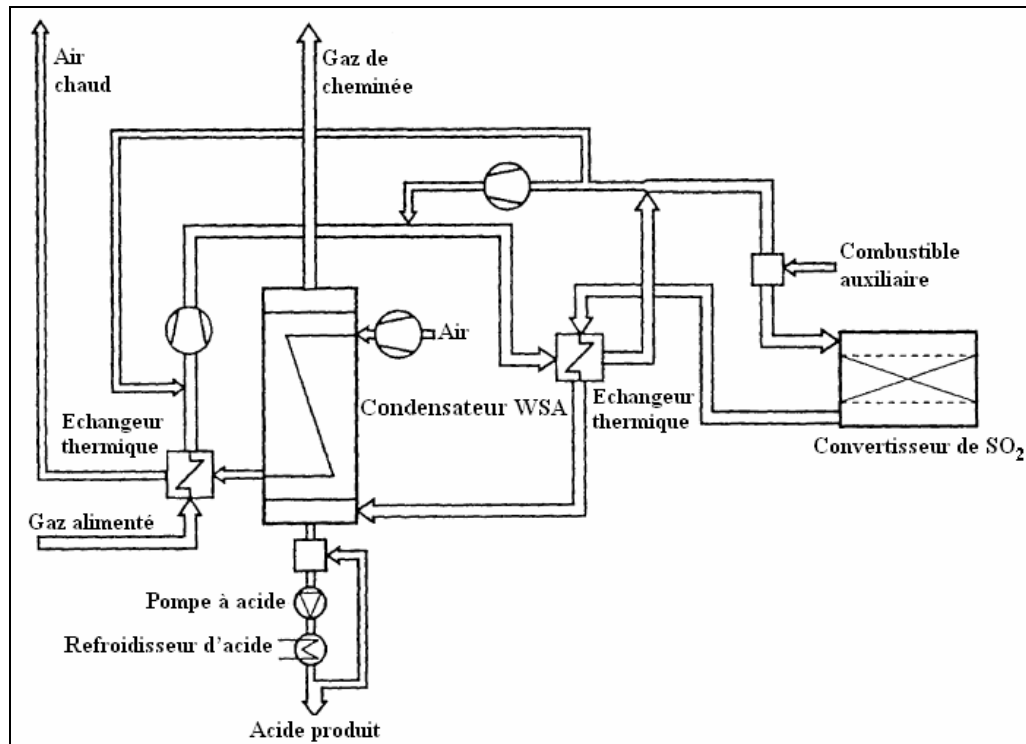 Air
chaud
Gaz de
cheminée
Combustible
auxiliaire
Air
Condensateur WSA
Echangeur
thermique
Echangeur
thermique
Convertisseur de SO2
Gaz alimenté
Pompe à acide
Refroidisseur d'acide
Acide produit